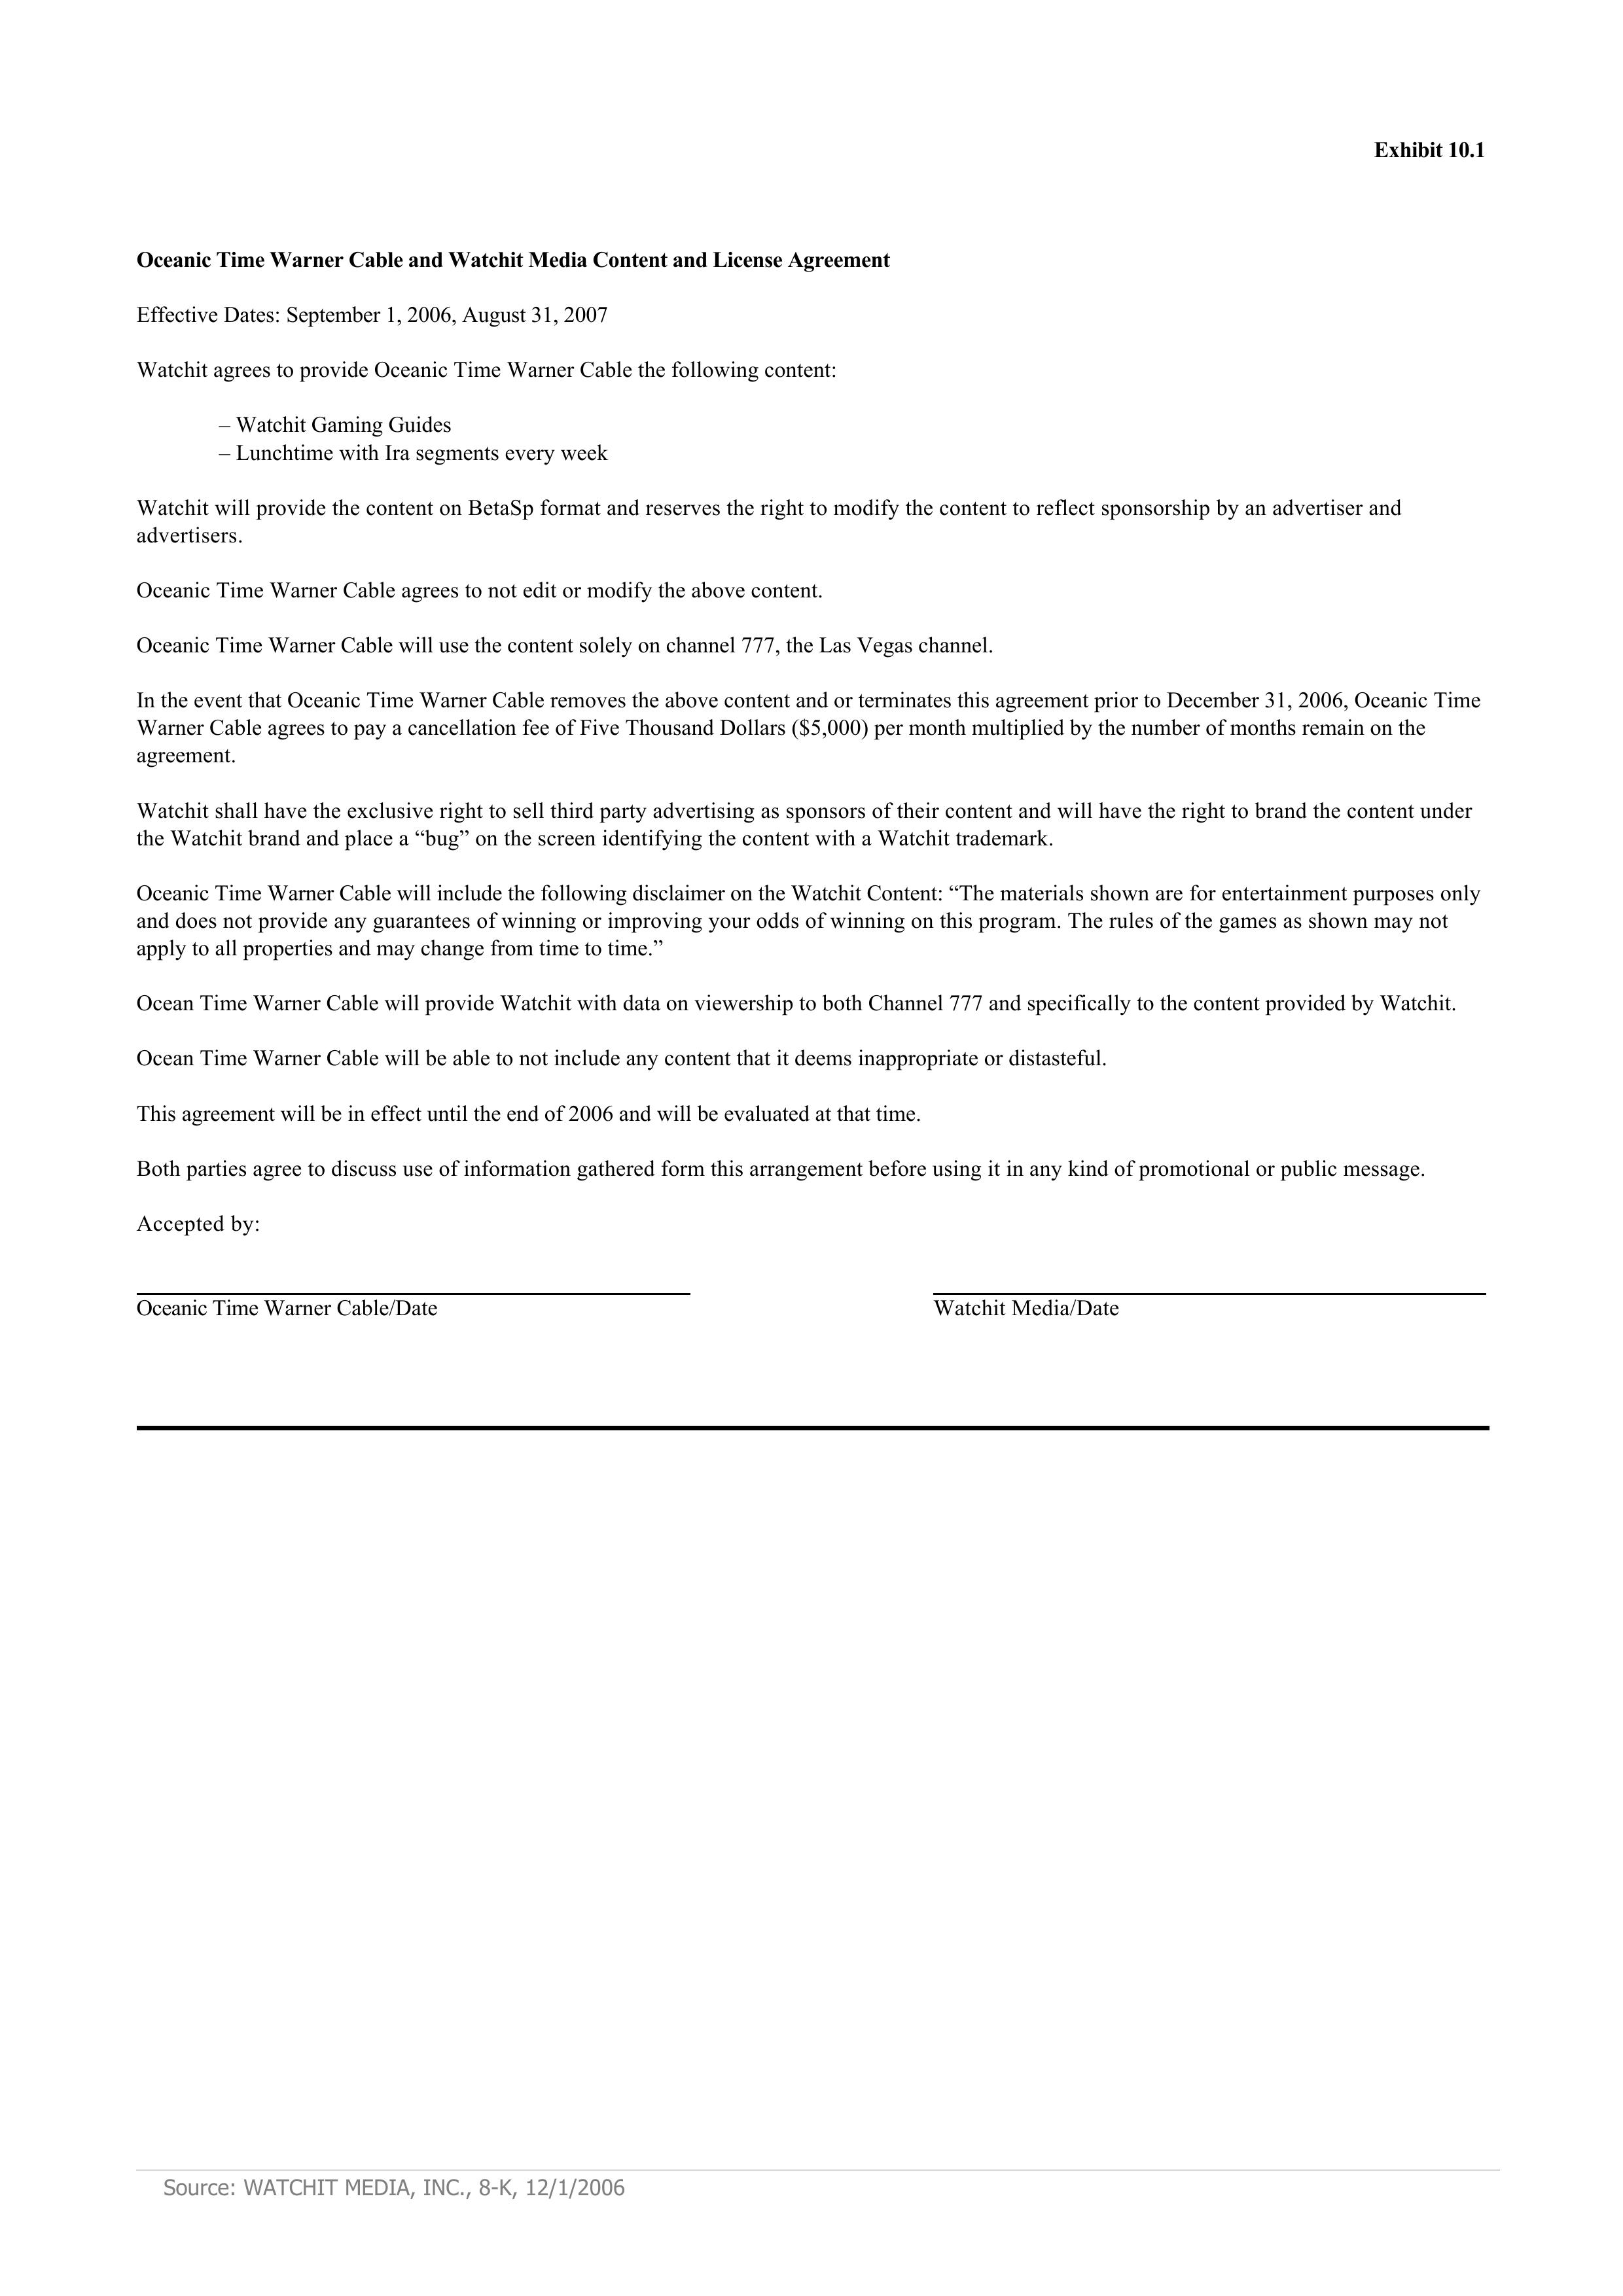 Exhibit 10.1
Oceanic Time Warner Cable and Watchit Media Content and License Agreement
Effective Dates: September 1, 2006, August 31, 2007
Watchit agrees to provide Oceanic Time Warner Cable the following content:
– Watchit Gaming Guides
– Lunchtime with Ira segments every week
Watchit will provide the content on BetaSp format and reserves the right to modify the content to reflect sponsorship by an advertiser and
advertisers.
Oceanic Time Warner Cable agrees to not edit or modify the above content.
Oceanic Time Warner Cable will use the content solely on channel 777, the Las Vegas channel.
In the event that Oceanic Time Warner Cable removes the above content and or terminates this agreement prior to December 31, 2006, Oceanic Time
Warner Cable agrees to pay a cancellation fee of Five Thousand Dollars ($5,000) per month multiplied by the number of months remain on the
agreement.
Watchit shall have the exclusive right to sell third party advertising as sponsors of their content and will have the right to brand the content under
the Watchit brand and place a “bug” on the screen identifying the content with a Watchit trademark.
Oceanic Time Warner Cable will include the following disclaimer on the Watchit Content: “The materials shown are for entertainment purposes only
and does not provide any guarantees of winning or improving your odds of winning on this program. The rules of the games as shown may not
apply to all properties and may change from time to time.”
Ocean Time Warner Cable will provide Watchit with data on viewership to both Channel 777 and specifically to the content provided by Watchit.
Ocean Time Warner Cable will be able to not include any content that it deems inappropriate or distasteful.
This agreement will be in effect until the end of 2006 and will be evaluated at that time.
Both parties agree to discuss use of information gathered form this arrangement before using it in any kind of promotional or public message.
Accepted by:
Oceanic Time Warner Cable/Date
Watchit Media/Date
Source: WATCHIT MEDIA, INC., 8-K, 12/1/2006